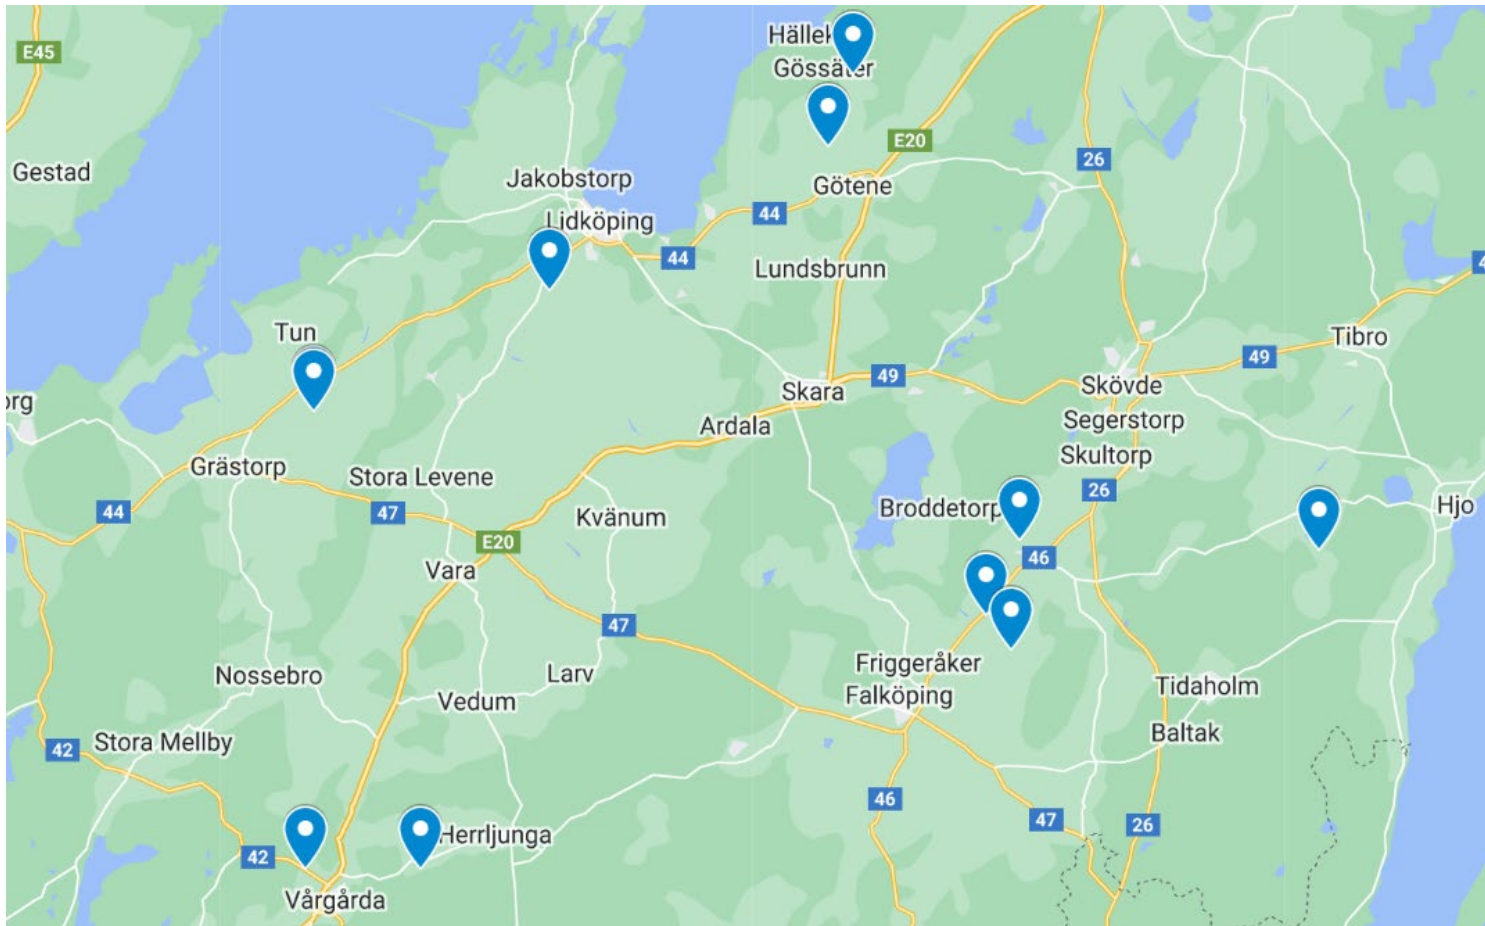 Hällek
E45
Gössäter
E20
26
Gestad
Jakobstorp
Götene
44
Lidköping
44
Lundsbrunn
Tun
Tibro
49
49
Skövde
Skara
org
Segerstorp
Ardala
Skultorp
Grästorp
Stora Levene
26
Broddetorp
Hjo
44
47
Kvänum
E20
46
Vara
47
Friggeråker
Nossebro
Larv
Tidaholm
Falköping
Vedum
Baltak
Stora Mellby
42
46
47
26
Herrljunga
42
Vårgårda